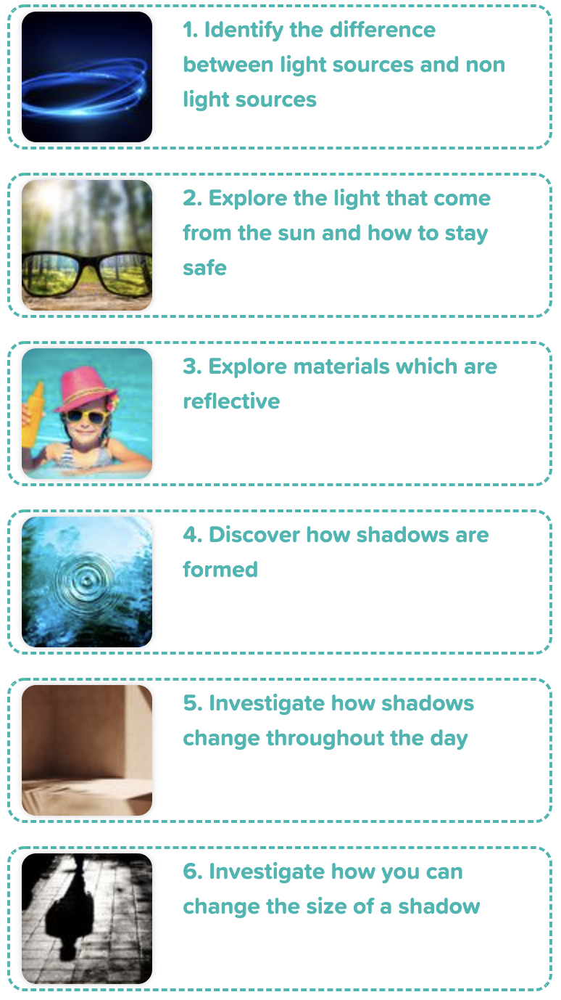 1. Identify the difference
between light sources and non
light sources
2. Explore the light that come
from the sun and how to stay
safe
3. Explore materials which are
reflective
4. Discover how shadows are
formed
5. Investigate how shadows
change throughout the day
6. Investigate how you can
change the size of a shadow